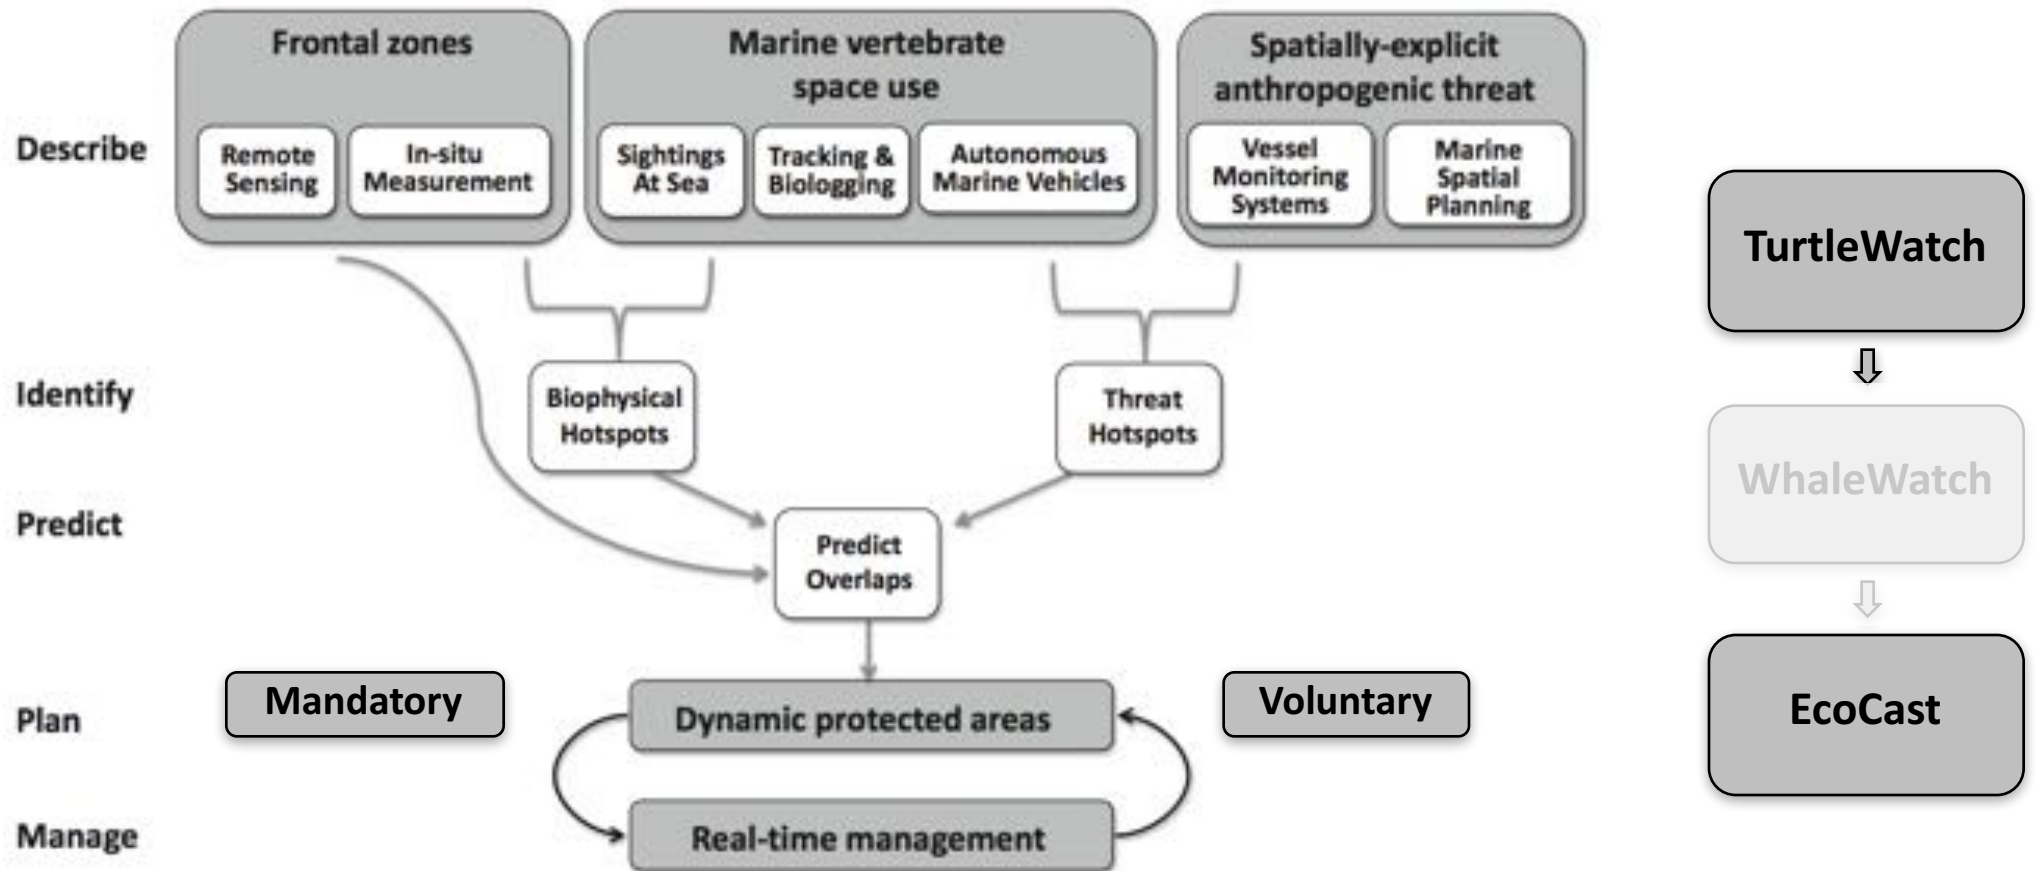 Frontal zones
Marine vertebrate
space use
Spatially-explicit
anthropogenic threat
Describe
Remote
Sensing
In-situ
Measurement
Sightings
At Sea
Tracking &
Biologging
Autonomous
Marine Vehicles
Vessel
Monitoring
Systems
Marine
Spatial
Planning
TurtleWatch
Identify
Biophysical
Hotspots
Threat
Hotspots
WhaleWatch
Predict
Predict
Overlaps
Plan
Mandatory
Dynamic protected areas
Voluntary
EcoCast
Manage
Real-time management